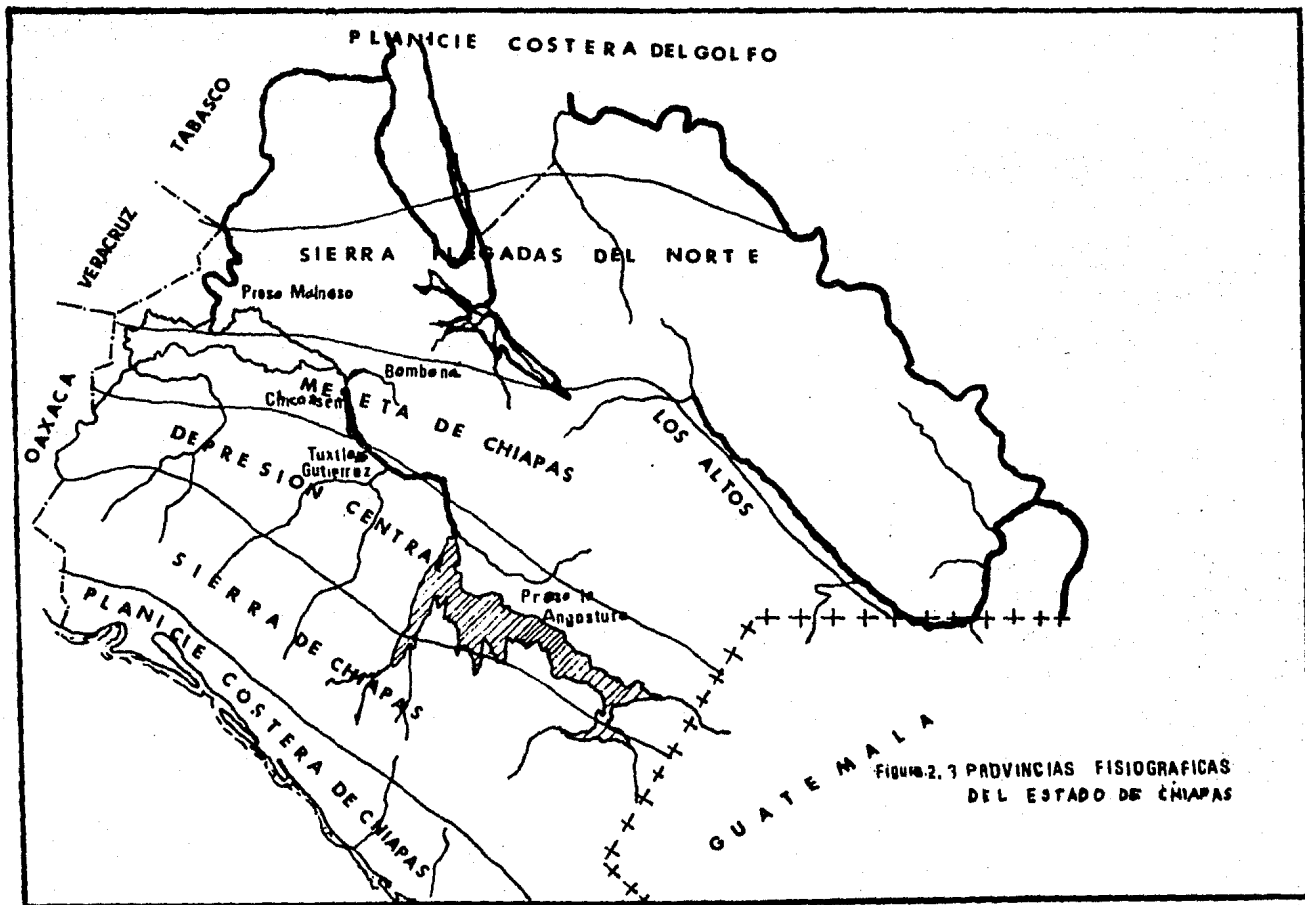 PLANICIE COSTERA DEL GOLFO
TABASCO
VERACRUZ
SIERRA PLEGADAS DEL NORTE
Presa Malpaso
Bombaná
Chicoasen
MESETA DE CHIAPAS
OAXACA
LOS ALTOS
Tuxtla
Gutierrez
DEPRESION CENTRAL
Presa la
Angostura
SIERRA DE CHIAPAS
PLANICIE COSTERA DE CHIAPAS
GUATEMALA
Figura 2.3 PROVINCIAS FISIOGRAFICAS
DEL ESTADO DE CHIAPAS